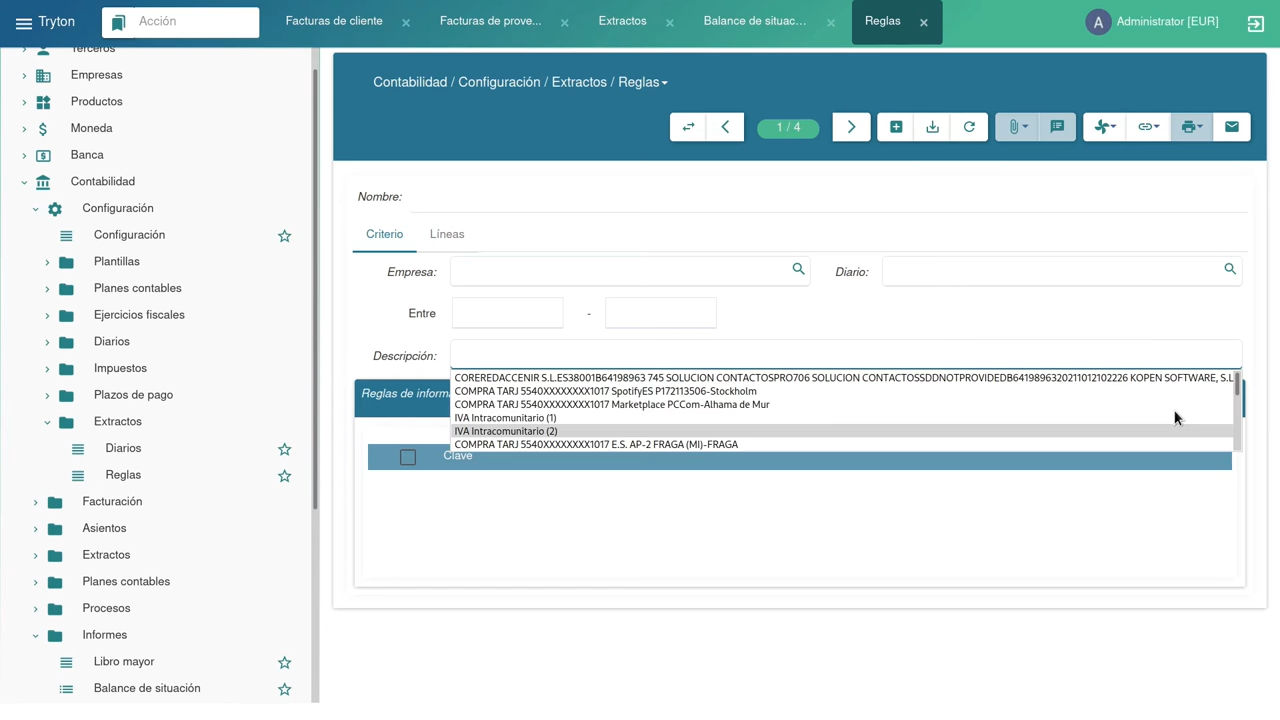 Tryton
Acción
Facturas de cliente
Facturas de prove...
Extractos
Balance de situac...
Reglas
A
Administrator [EUR]
Terceros
Empresas
Productos
Moneda
Banca
Contabilidad
Configuración
Configuración
Plantillas
Planes contables
Ejercicios fiscales
Diarios
Impuestos
Plazos de pago
Extractos
Diarios
Reglas
Facturación
Asientos
Extractos
Planes contables
Procesos
Informes
Libro mayor
Balance de situación
Contabilidad / Configuración / Extractos / Reglas
1 / 4
Nombre:
Criterio
Líneas
Empresa:
Diario:
Entre
-
Descripción:
COREREDACCENIR S.L.ES38001B64198963 745 SOLUCION CONTACTOSPRO706 SOLUCION CONTACTOSSDDNOTPROVIDEDB6419896320211012102226 KOPEN SOFTWARE, S.L
COMPRA TARJ 5540XXXXXXXX1017 SpotifyES P172113506-Stockholm
COMPRA TARJ 5540XXXXXXXX1017 Marketplace PCCom-Alhama de Mur
IVA Intracomunitario (1)
IVA Intracomunitario (2)
COMPRA TARJ 5540XXXXXXXX1017 E.S. AP-2 FRAGA (MI)-FRAGA
Reglas de inform
Clave